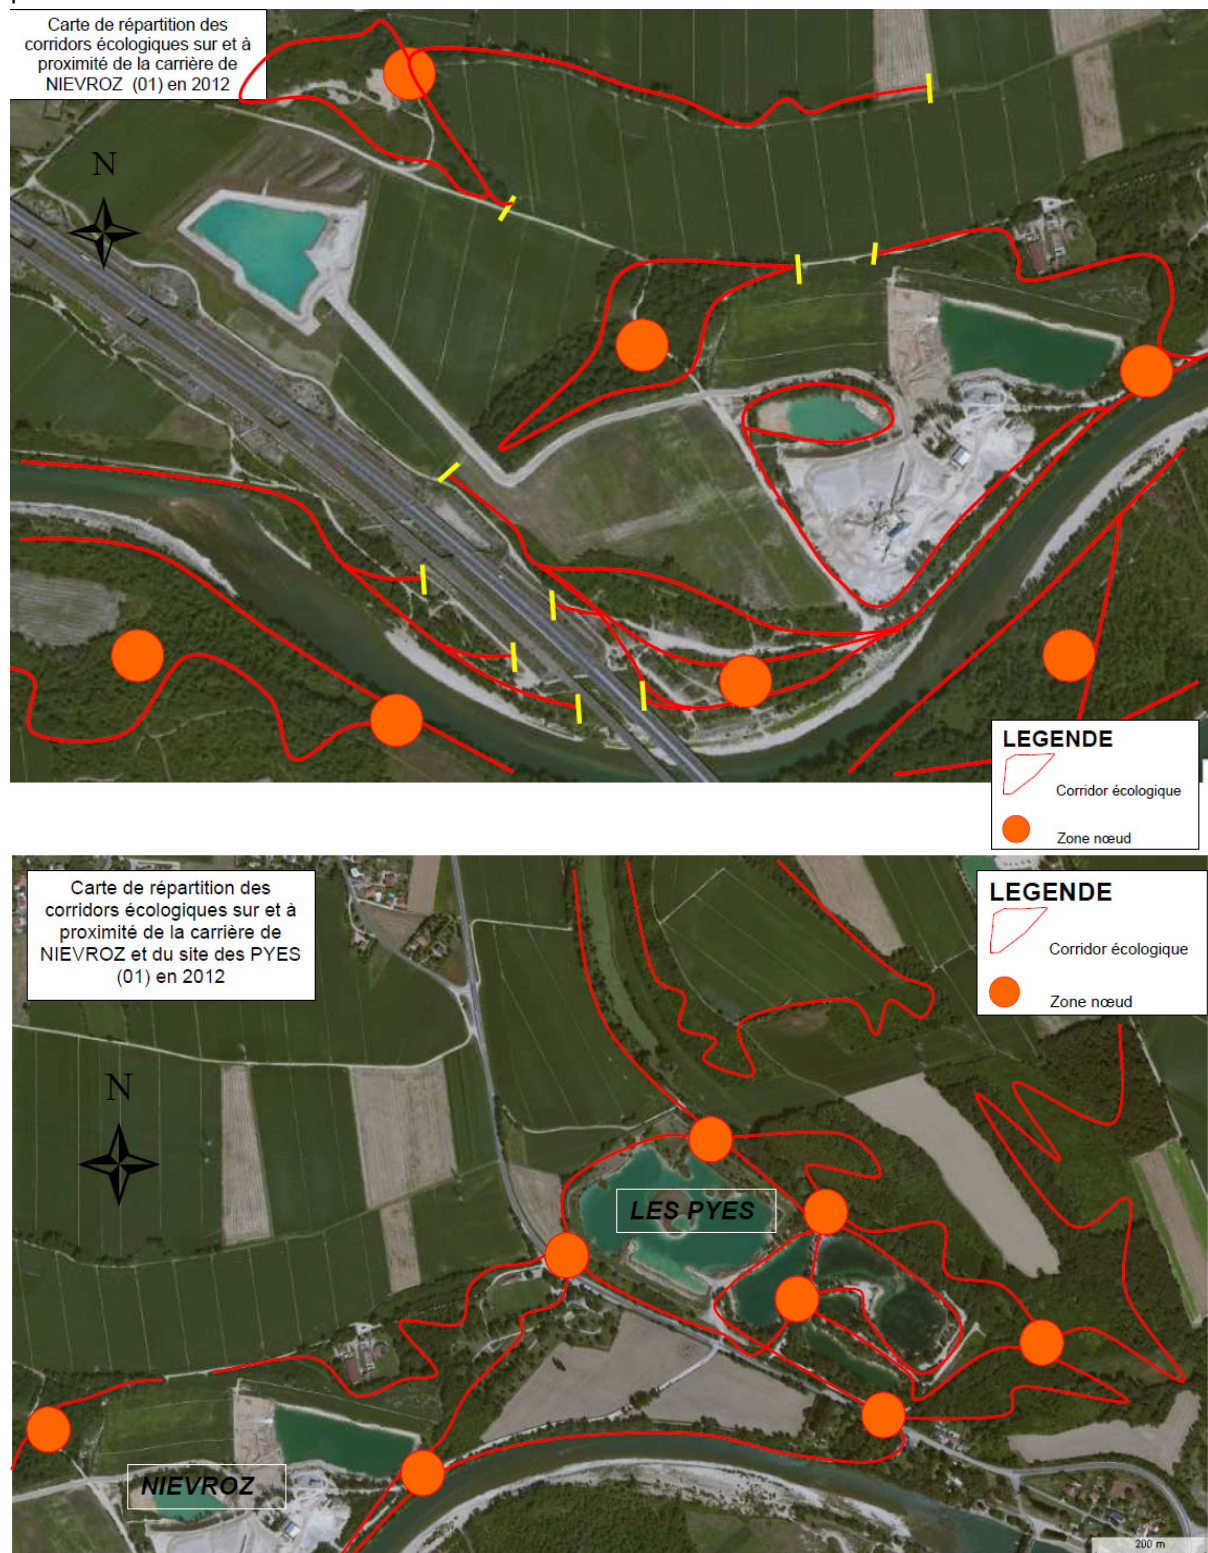 Carte de répartition des
corridors écologiques sur et à
proximité de la carrière de
NIEVROZ (01) en 2012
N
LEGENDE
Corridor écologique
Zone nœud
Carte de répartition des
corridors écologiques sur et à
proximité de la carrière de
NIEVROZ et du site des PYES
(01) en 2012
LEGENDE
Corridor écologique
Zone nœud
N
LES PYES
NIEVROZ
200 m